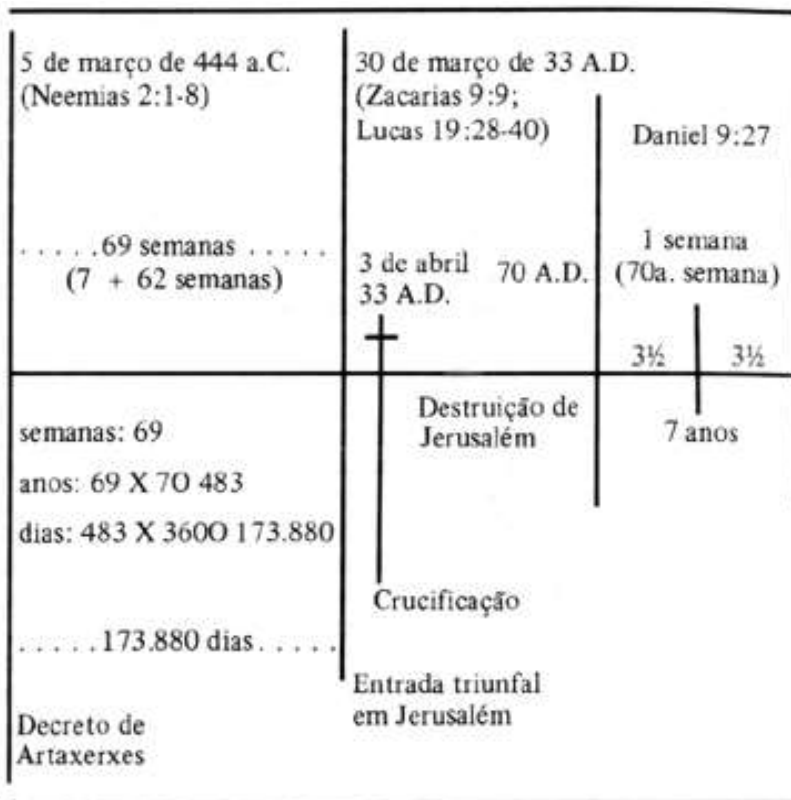 5 de março de 444 a.C.
(Neemias 2:1-8)
30 de março de 33 A.D.
(Zacarias 9:9;
Lucas 19:28-40)
Daniel 9:27
. . . . . 69 semanas . . . . .
(7 + 62 semanas)
3 de abril
33 A.D.
70 A.D.
1 semana
(70a. semana)
3½
3½
semanas: 69
anos: 69 X 7O 483
dias: 483 X 360O 173.880
Destruição de
Jerusalém
7 anos
Crucificação
. . . . . 173.880 dias. . . . .
Entrada triunfal
em Jerusalém
Decreto de
Artaxerxes